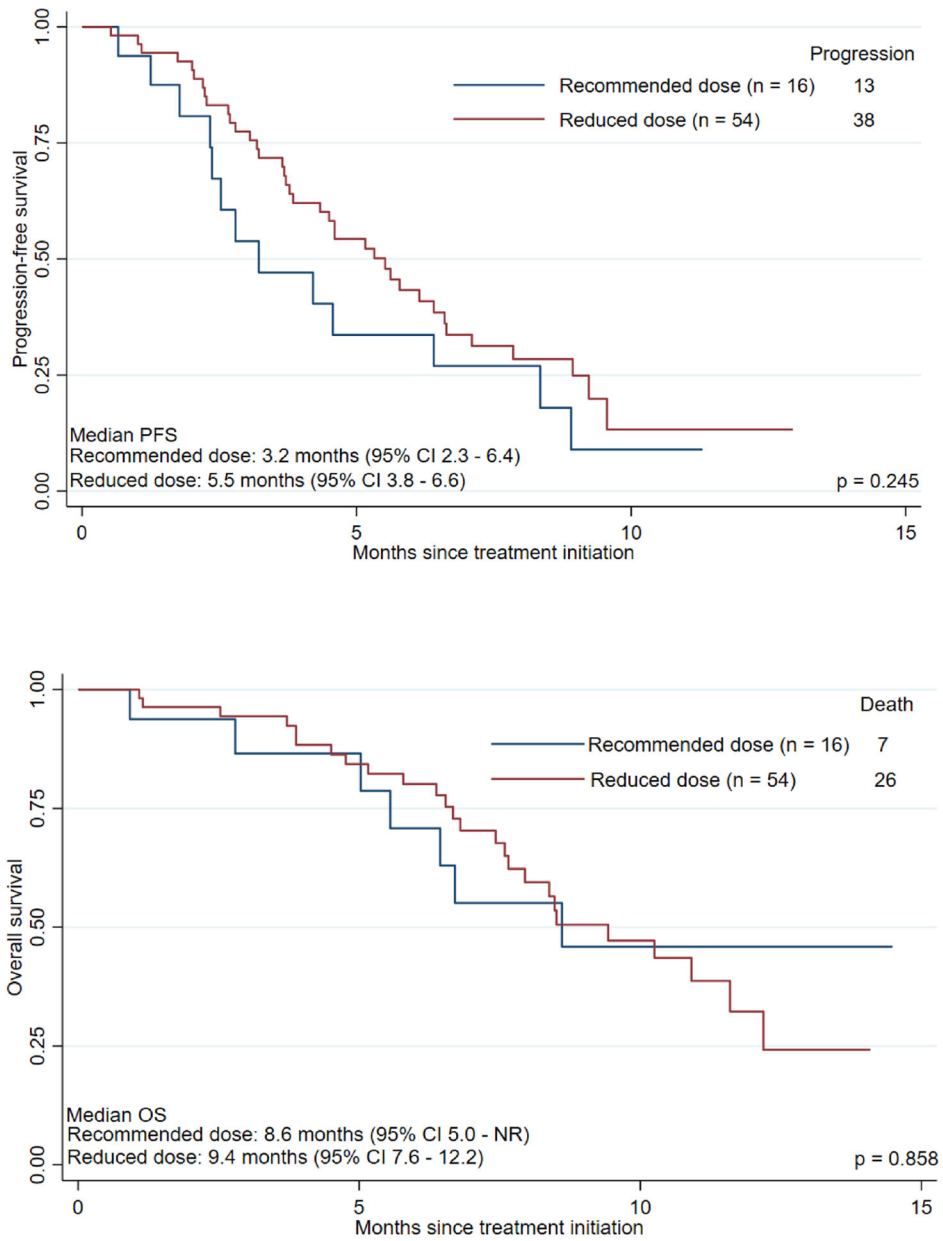 Progression
Recommended dose (n = 16) 13
Reduced dose (n = 54) 38
1.00
0.75
0.50
0.25
0.00
Progression-free survival
Median PFS
Recommended dose: 3.2 months (95% CI 2.3 - 6.4)
Reduced dose: 5.5 months (95% CI 3.8 - 6.6)
p = 0.245
0 5 10 15
Months since treatment initiation
Death
Recommended dose (n = 16) 7
Reduced dose (n = 54) 26
1.00
0.75
0.50
0.25
0.00
Overall survival
Median OS
Recommended dose: 8.6 months (95% CI 5.0 - NR)
Reduced dose: 9.4 months (95% CI 7.6 - 12.2)
p = 0.858
0 5 10 15
Months since treatment initiation